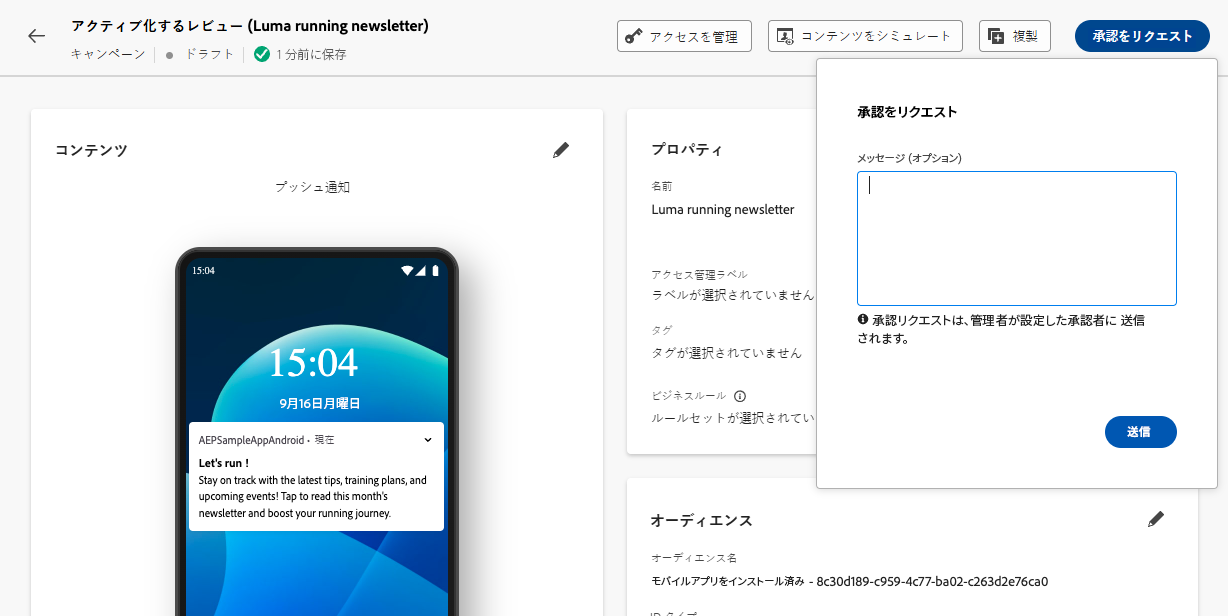 アクティブ化するレビュー (Luma running newsletter)
キャンペーン
ドラフト
1 分前に保存
アクセスを管理
コンテンツをシミュレート
複製
承認をリクエスト
コンテンツ
プッシュ通知
15:04
15:04
9月16日月曜日
AEPSampleAppAndroid • 現在
Let's run !
Stay on track with the latest tips, training plans, and
upcoming events! Tap to read this month's
newsletter and boost your running journey.
プロパティ
名前
Luma running newsletter
アクセス管理ラベル
ラベルが選択されていません
タグ
タグが選択されていません
ビジネスルール
ルールセットが選択されてい
承認をリクエスト
メッセージ (オプション)
承認リクエストは、管理者が設定した承認者に 送信
されます。
送信
オーディエンス
オーディエンス名
モバイルアプリをインストール済み - 8c30d189-c959-4c77-ba02-c263d2e76ca0